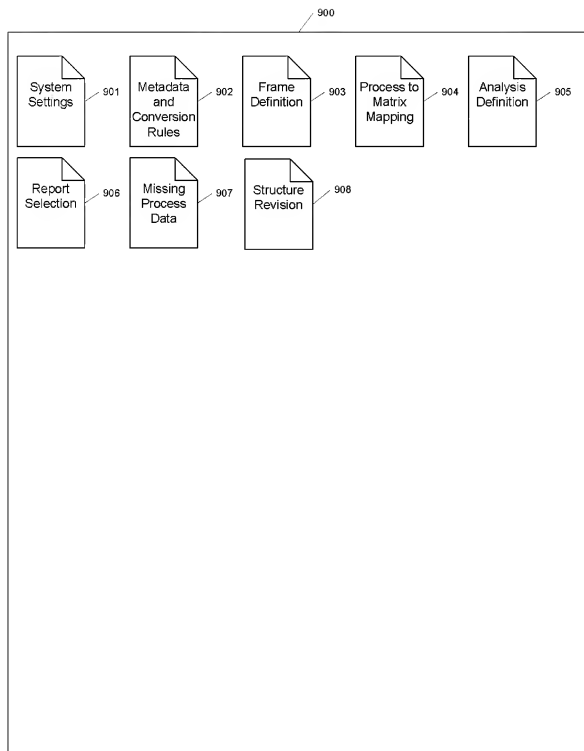 900
System
Settings
901
Metadata
and
Conversion
Rules
902
Frame
Definition
903
Process to
Matrix
Mapping
904
Analysis
Definition
905
Report
Selection
906
Missing
Process
Data
907
Structure
Revision
908